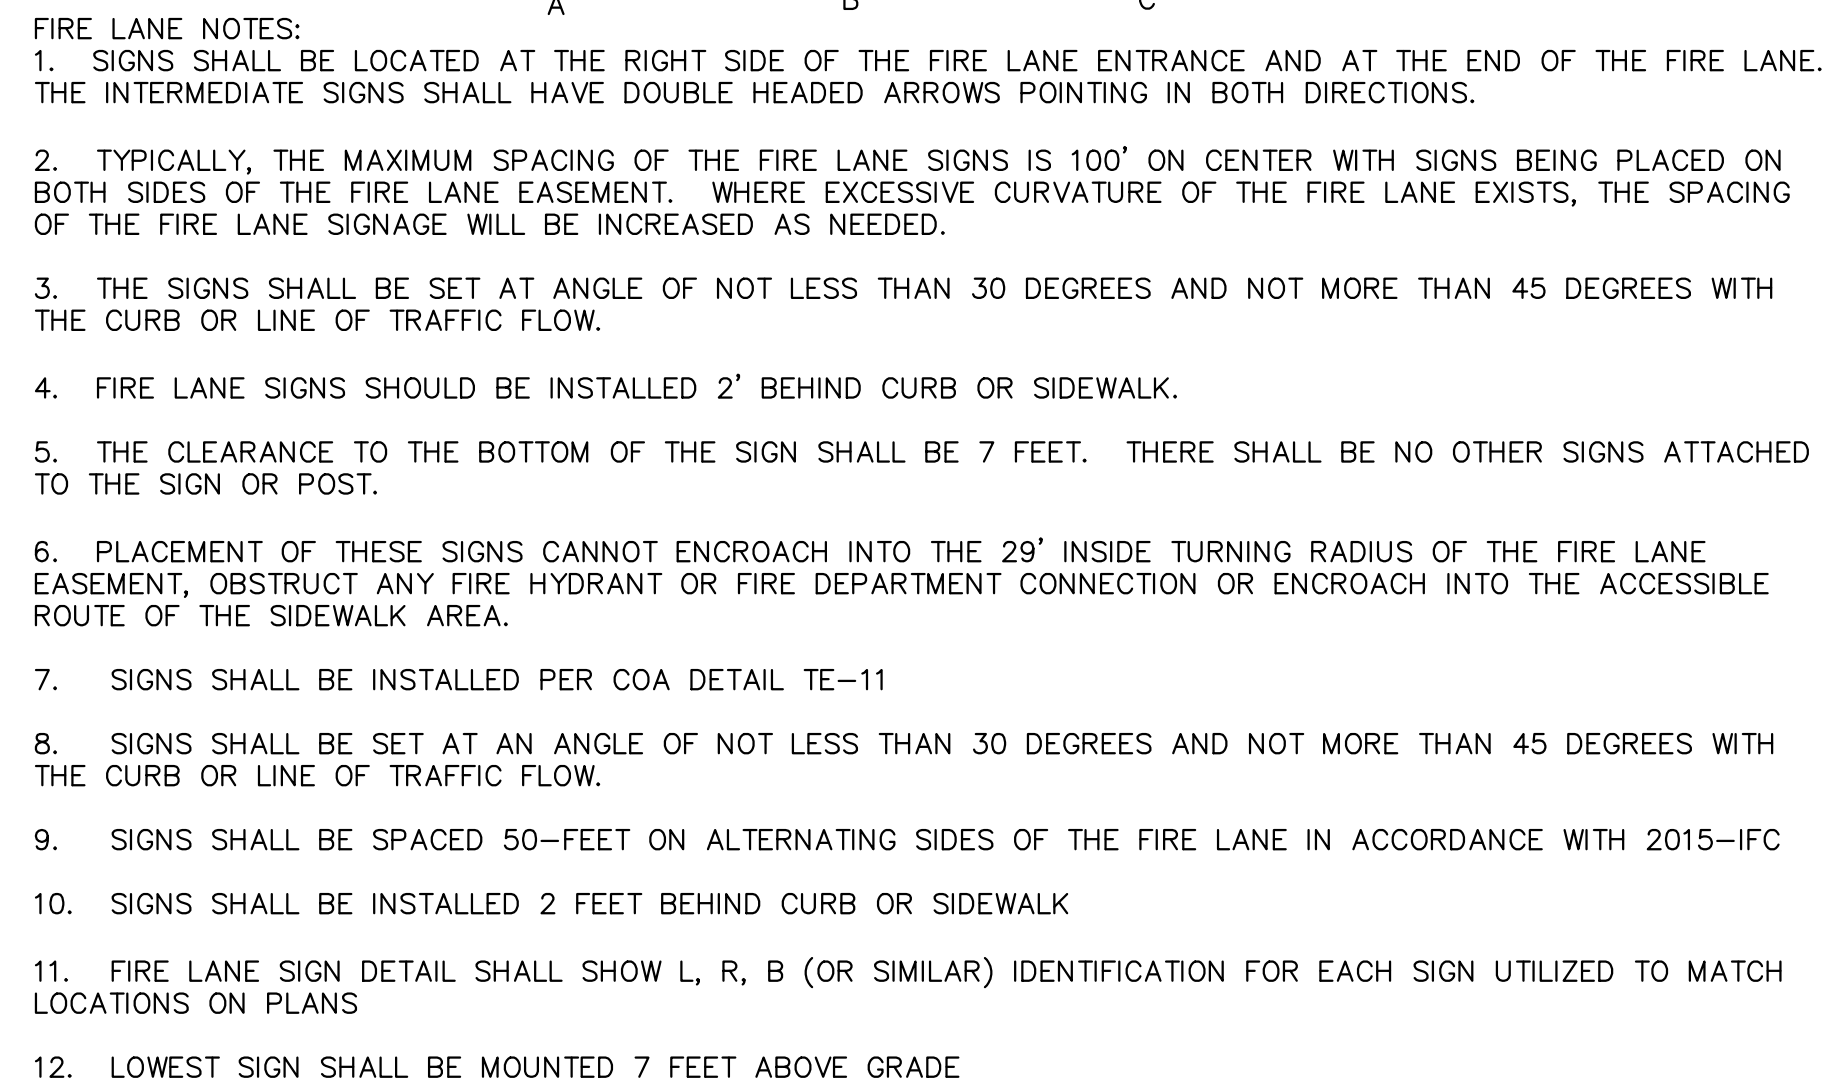 A B C
FIRE LANE NOTES:
1. SIGNS SHALL BE LOCATED AT THE RIGHT SIDE OF THE FIRE LANE ENTRANCE AND AT THE END OF THE FIRE LANE.
THE INTERMEDIATE SIGNS SHALL HAVE DOUBLE HEADED ARROWS POINTING IN BOTH DIRECTIONS.
2. TYPICALLY, THE MAXIMUM SPACING OF THE FIRE LANE SIGNS IS 100' ON CENTER WITH SIGNS BEING PLACED ON
BOTH SIDES OF THE FIRE LANE EASEMENT. WHERE EXCESSIVE CURVATURE OF THE FIRE LANE EXISTS, THE SPACING
OF THE FIRE LANE SIGNAGE WILL BE INCREASED AS NEEDED.
3. THE SIGNS SHALL BE SET AT ANGLE OF NOT LESS THAN 30 DEGREES AND NOT MORE THAN 45 DEGREES WITH
THE CURB OR LINE OF TRAFFIC FLOW.
4. FIRE LANE SIGNS SHOULD BE INSTALLED 2' BEHIND CURB OR SIDEWALK.
5. THE CLEARANCE TO THE BOTTOM OF THE SIGN SHALL BE 7 FEET. THERE SHALL BE NO OTHER SIGNS ATTACHED
TO THE SIGN OR POST.
6. PLACEMENT OF THESE SIGNS CANNOT ENCROACH INTO THE 29' INSIDE TURNING RADIUS OF THE FIRE LANE
EASEMENT, OBSTRUCT ANY FIRE HYDRANT OR FIRE DEPARTMENT CONNECTION OR ENCROACH INTO THE ACCESSIBLE
ROUTE OF THE SIDEWALK AREA.
7. SIGNS SHALL BE INSTALLED PER COA DETAIL TE-11
8. SIGNS SHALL BE SET AT AN ANGLE OF NOT LESS THAN 30 DEGREES AND NOT MORE THAN 45 DEGREES WITH
THE CURB OR LINE OF TRAFFIC FLOW.
9. SIGNS SHALL BE SPACED 50-FEET ON ALTERNATING SIDES OF THE FIRE LANE IN ACCORDANCE WITH 2015-IFC
10. SIGNS SHALL BE INSTALLED 2 FEET BEHIND CURB OR SIDEWALK
11. FIRE LANE SIGN DETAIL SHALL SHOW L, R, B (OR SIMILAR) IDENTIFICATION FOR EACH SIGN UTILIZED TO MATCH
LOCATIONS ON PLANS
12. LOWEST SIGN SHALL BE MOUNTED 7 FEET ABOVE GRADE